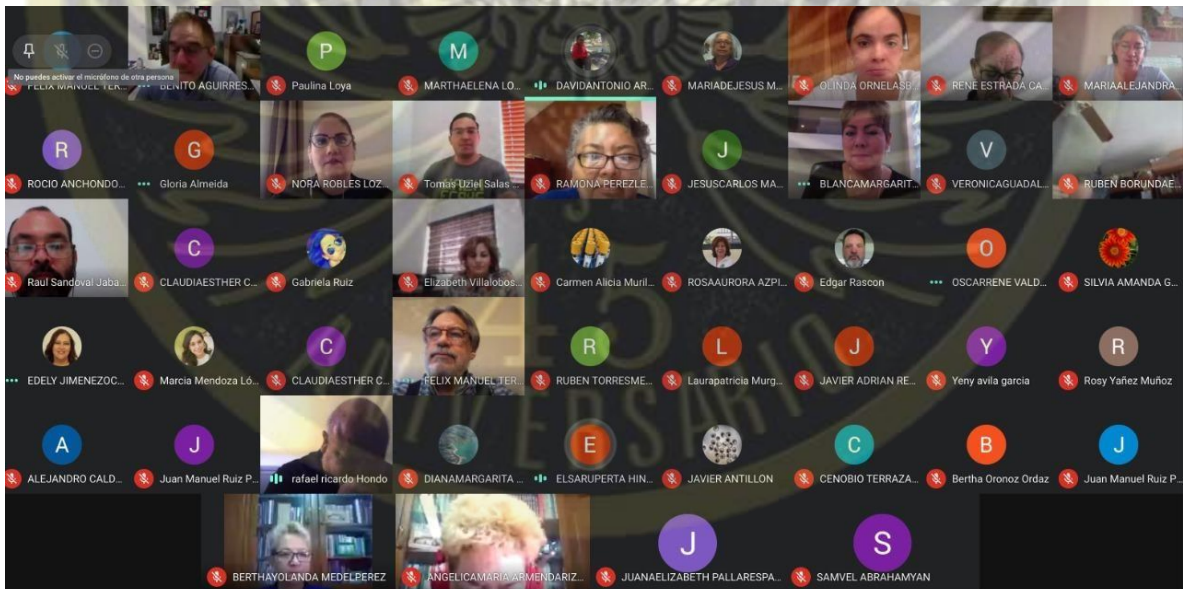 No puedes activar el micrófono de otra persona
FELIX MANUEL TER...
BENITO AGUIRRES...
P
Paulina Loya
M
MARTHAELENA LO...
DAVIDANTONIO AR...
MARIADEJESUS M...
OLINDA ORNELASB...
RENE ESTRADA CA...
MARIAALEJANDRA...
R
ROCIO ANCHONDO...
G
Gloria Almeida
NORA ROBLES LOZ...
Tomas Uziel Salas
RAMONA PEREZLE...
J
JESUSCARLOS MA...
BLANCAMARGARIT...
V
VERONICAGUADAL...
RUBEN BORUNDAE...
Raul Sandoval Jaba...
C
CLAUDIAESTHER C...
Gabriela Ruiz
Elizabeth Villalobos...
Carmen Alicia Muril...
ROSAAURORA AZPI...
Edgar Rascon
O
OSCARRENE VALD...
SILVIA AMANDA G...
EDELY JIMENEZOC...
Marcia Mendoza Ló...
C
CLAUDIAESTHER C...
FELIX MANUEL TER...
R
RUBEN TORRESME...
L
Laurapatricia Murg...
J
JAVIER ADRIAN RE...
Y
Yeny avila garcia
R
Rosy Yañez Muñoz
A
ALEJANDRO CALD...
J
Juan Manuel Ruiz P...
rafael ricardo Hondo
DIANAMARGARITA ...
E
ELSARUPERTA HIN...
JAVIER ANTILLON
C
CENOBIO TERRAZA...
B
Bertha Oronoz Ordaz
J
Juan Manuel Ruiz P...
BERTHAYOLANDA MEDELPEREZ
ANGELICAMARIA ARMENDARIZ...
J
JUANAELIZABETH PALLARESPA...
S
SAMVEL ABRAHAMYAN
45
ANIVERSARIO